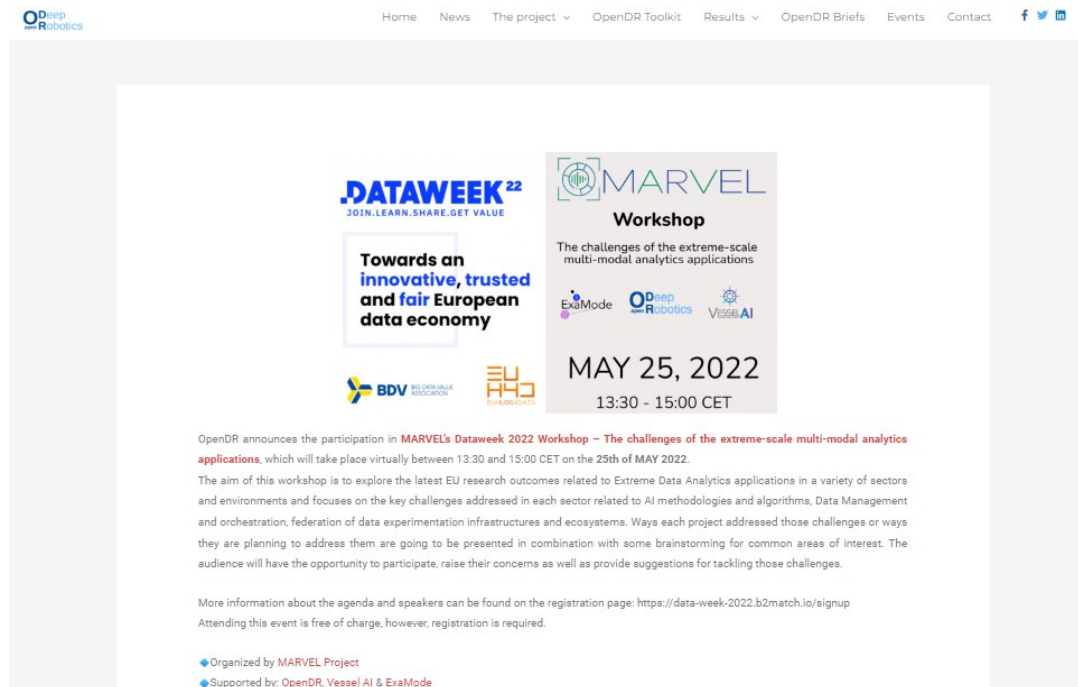 Deep
open Robotics
Home News The project OpenDR Toolkit Results OpenDR Briefs Events Contact
.DATAWEEK22
JOIN.LEARN.SHARE.GET VALUE
Towards an
innovative, trusted
and fair European
data economy
BDV BIG DATA VALUE
ASSOCIATION
EU
H4D
EUHUBS4DATA
MARVEL
Workshop
The challenges of the extreme-scale
multi-modal analytics applications
ExaMode
Deep
open Robotics
VESSELAI
MAY 25, 2022
13:30 - 15:00 CET
OpenDR announces the participation in MARVEL's Dataweek 2022 Workshop – The challenges of the extreme-scale multi-modal analytics
applications, which will take place virtually between 13:30 and 15:00 CET on the 25th of MAY 2022.
The aim of this workshop is to explore the latest EU research outcomes related to Extreme Data Analytics applications in a variety of sectors
and environments and focuses on the key challenges addressed in each sector related to AI methodologies and algorithms, Data Management
and orchestration, federation of data experimentation infrastructures and ecosystems. Ways each project addressed those challenges or ways
they are planning to address them are going to be presented in combination with some brainstorming for common areas of interest. The
audience will have the opportunity to participate, raise their concerns as well as provide suggestions for tackling those challenges.
More information about the agenda and speakers can be found on the registration page: https://data-week-2022.b2match.io/signup
Attending this event is free of charge, however, registration is required.
Organized by MARVEL Project
Supported by: OpenDR, Vessel AI & ExaMode